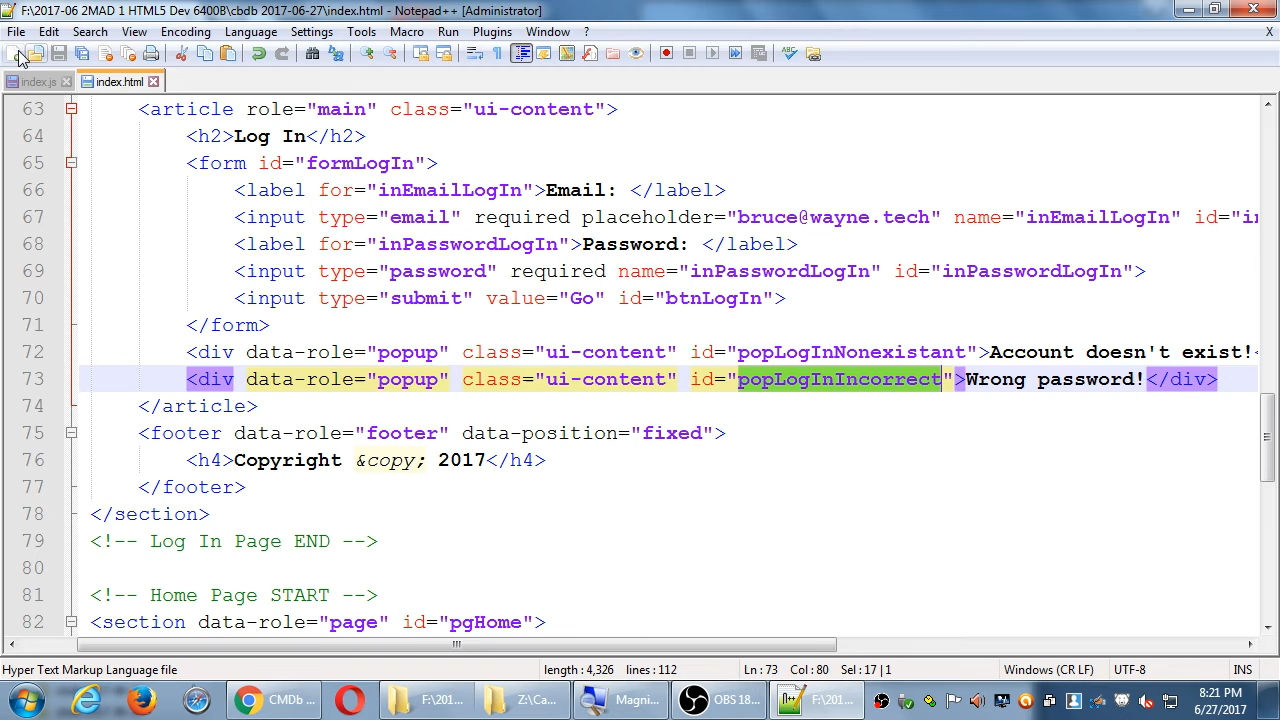 F:\2017-06 2MAD 1 HTML5 Dev 6400B\cbdb 2017-06-27\index.html - Notepad++ [Administrator]
File Edit Search View Encoding Language Settings Tools Macro Run Plugins Window ? X
index.js index.html
63 <article role="main" class="ui-content">
64 <h2>Log In</h2>
65 <form id="formLogIn">
66 <label for="inEmailLogIn">Email: </label>
67 <input type="email" required placeholder="bruce@wayne.tech" name="inEmailLogIn" id="in
68 <label for="inPasswordLogIn">Password: </label>
69 <input type="password" required name="inPasswordLogIn" id="inPasswordLogIn">
70 <input type="submit" value="Go" id="btnLogIn">
71 </form>
72 <div data-role="popup" class="ui-content" id="popLogInNonexistant">Account doesn't exist!<
73 <div data-role="popup" class="ui-content" id="popLogInIncorrect">Wrong password!</div>
74 </article>
75 <footer data-role="footer" data-position="fixed">
76 <h4>Copyright &copy; 2017</h4>
77 </footer>
78 </section>
79 <!-- Log In Page END -->
80
81 <!-- Home Page START -->
82 <section data-role="page" id="pgHome">
Hyper Text Markup Language file length : 4,326 lines : 112 Ln : 73 Col : 80 Sel : 17 | 1 Windows (CR LF) UTF-8 INS
CMDb ... F:\201... Z:\Ca... Magni... OBS 18... F:\201... 8:21 PM
6/27/2017